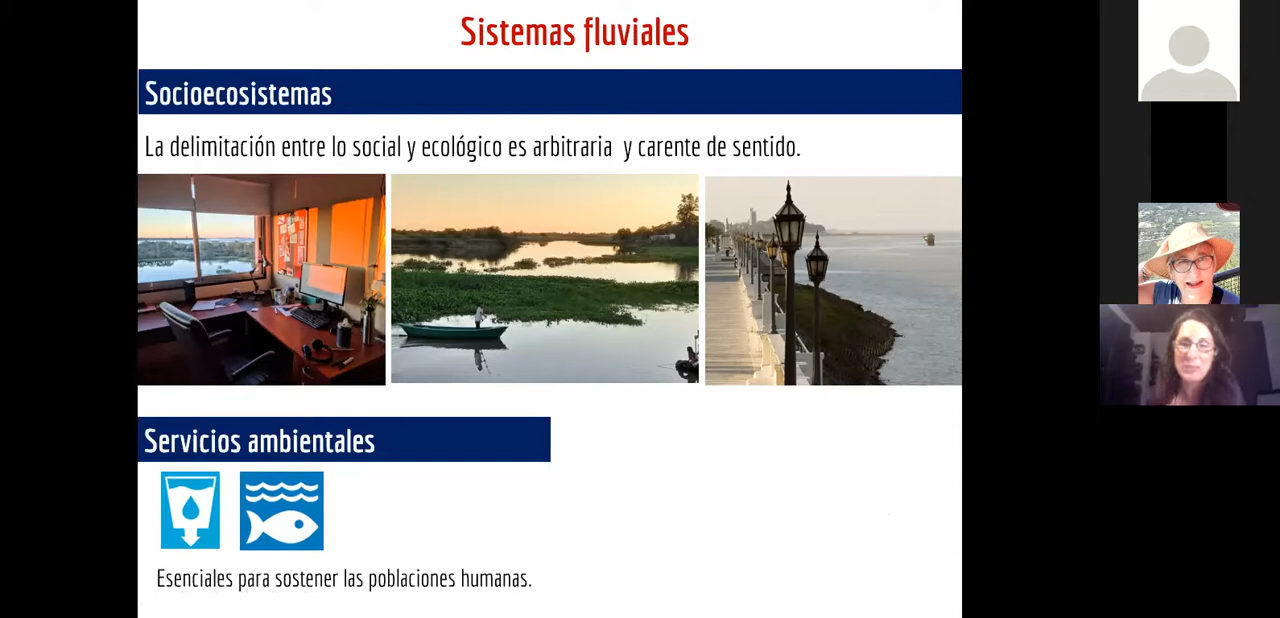 Sistemas fluviales
Socioecosistemas
La delimitación entre lo social y ecológico es arbitraria y carente de sentido.
Servicios ambientales
Esenciales para sostener las poblaciones humanas.